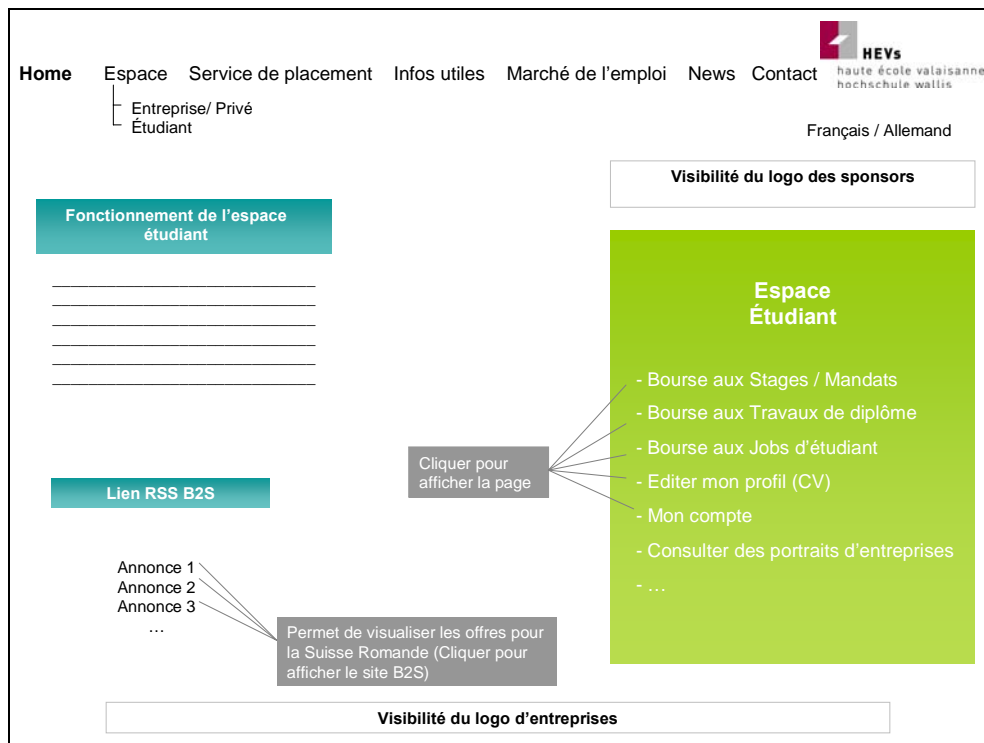 HEVs
haute école valaisanne
hochschule wallis
Home Espace Service de placement Infos utiles Marché de l'emploi News Contact
Entreprise/ Privé
Étudiant
Français / Allemand
Visibilité du logo des sponsors
Fonctionnement de l'espace
étudiant
Espace
Étudiant
- Bourse aux Stages / Mandats
- Bourse aux Travaux de diplôme
- Bourse aux Jobs d'étudiant
- Editer mon profil (CV)
- Mon compte
- Consulter des portraits d'entreprises
- …
Cliquer pour
afficher la page
Lien RSS B2S
Annonce 1
Annonce 2
Annonce 3
…
Permet de visualiser les offres pour
la Suisse Romande (Cliquer pour
afficher le site B2S)
Visibilité du logo d'entreprises